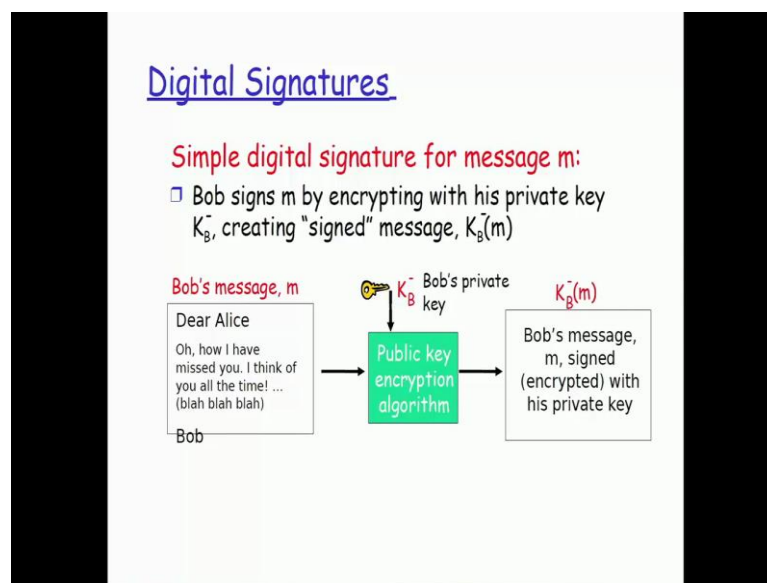 Digital Signatures
Simple digital signature for message m:
❒ Bob signs m by encrypting with his private key
K_B^-, creating “signed” message, K_B^-(m)
Bob's message, m
Dear Alice
Oh, how I have
missed you. I think of
you all the time! ...
(blah blah blah)
Bob
K_B^- Bob's private
key
Public key
encryption
algorithm
K_B^-(m)
Bob's message,
m, signed
(encrypted) with
his private key